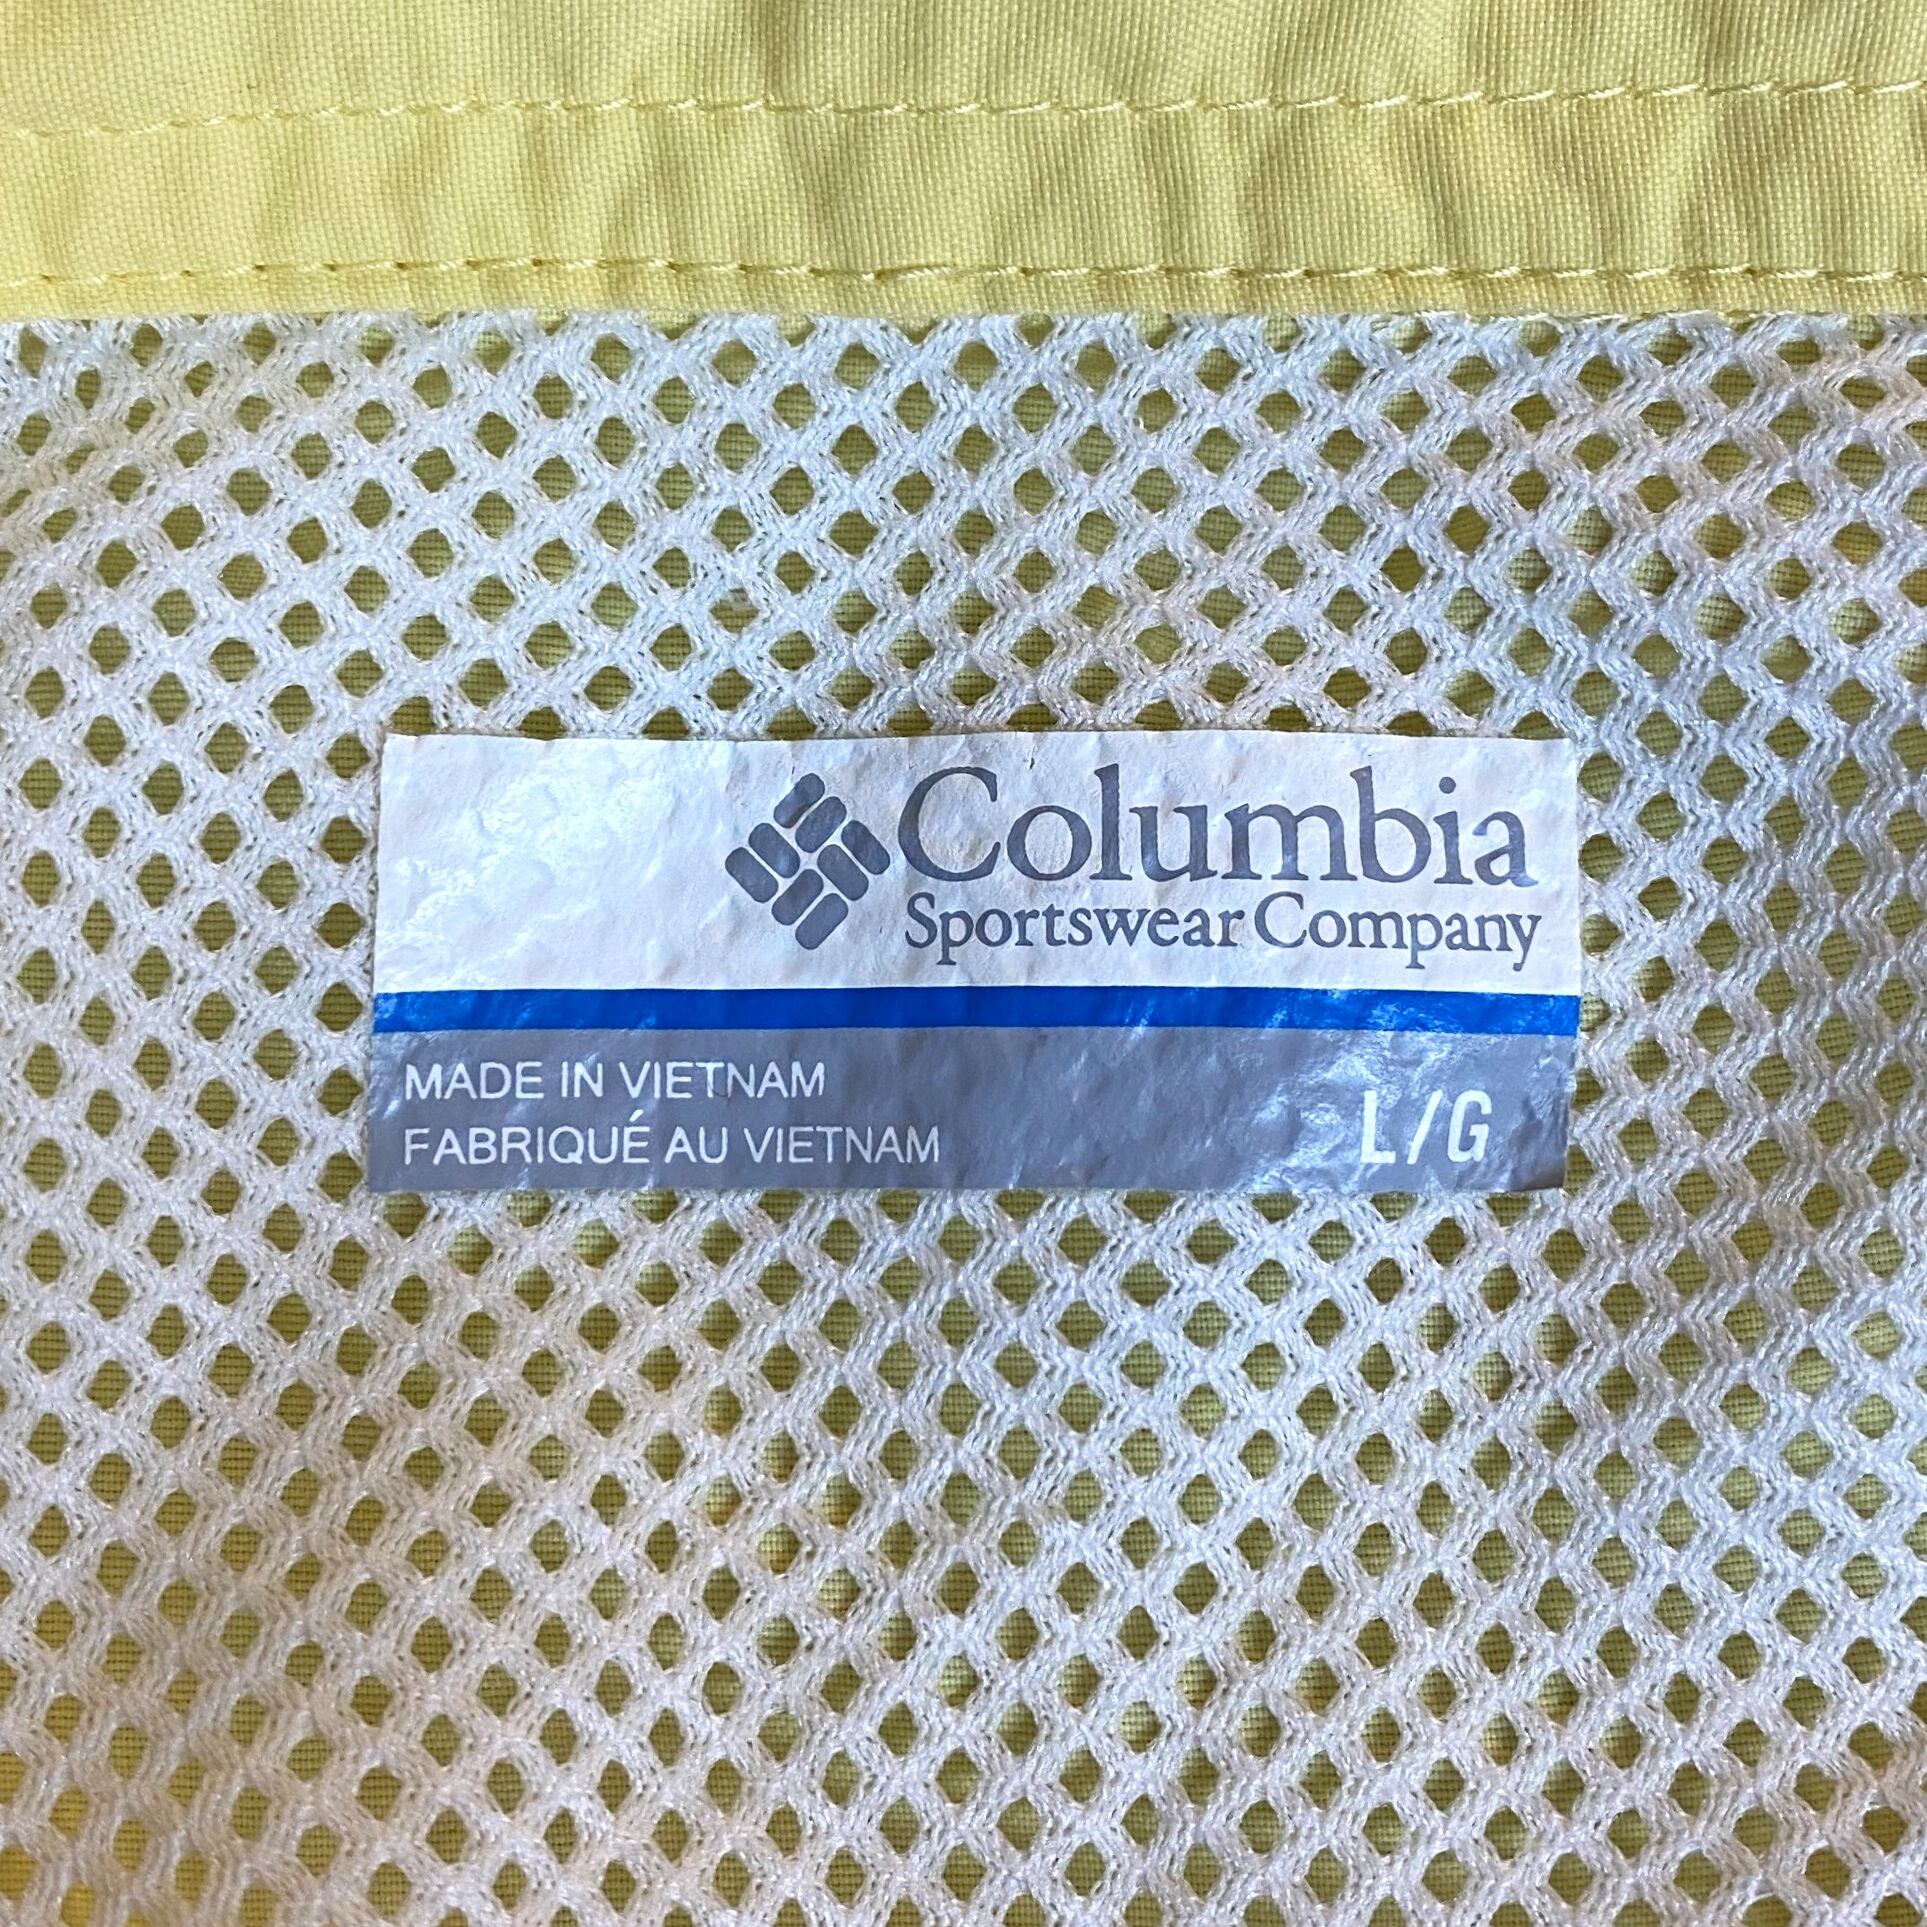 Columbia
Sportswear Company
MADE IN VIETNAM
FABRIQUÉ AU VIETNAM
L/G